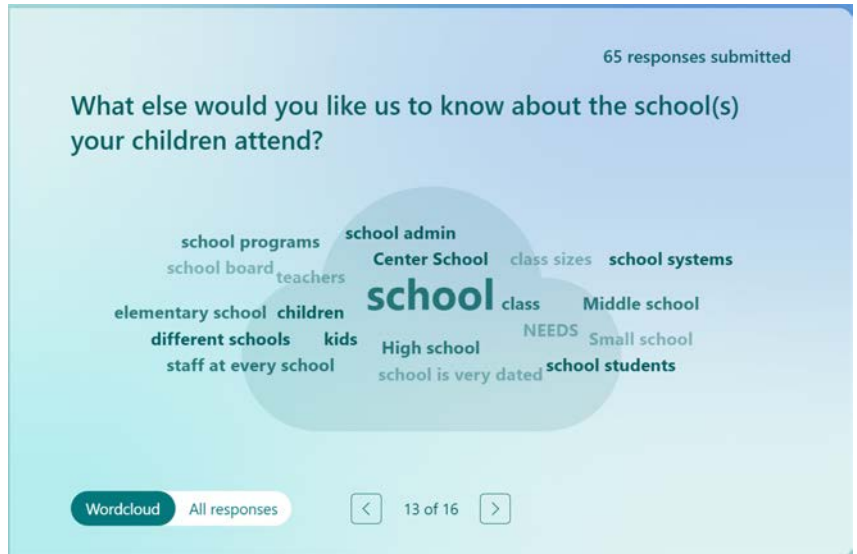 65 responses submitted
What else would you like us to know about the school(s)
your children attend?
school programs
school admin
school board
teachers
Center School
class sizes
school systems
school
class
Middle school
elementary school
children
different schools
kids
High school
NEEDS
Small school
staff at every school
school is very dated
school students
Wordcloud
All responses
13 of 16